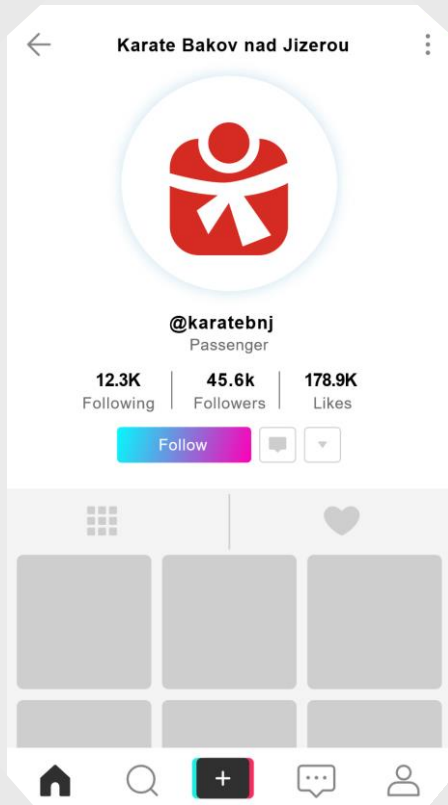 Karate Bakov nad Jizerou
@karatebnj
Passenger
12.3K 45.6k 178.9K
Following Followers Likes
Follow